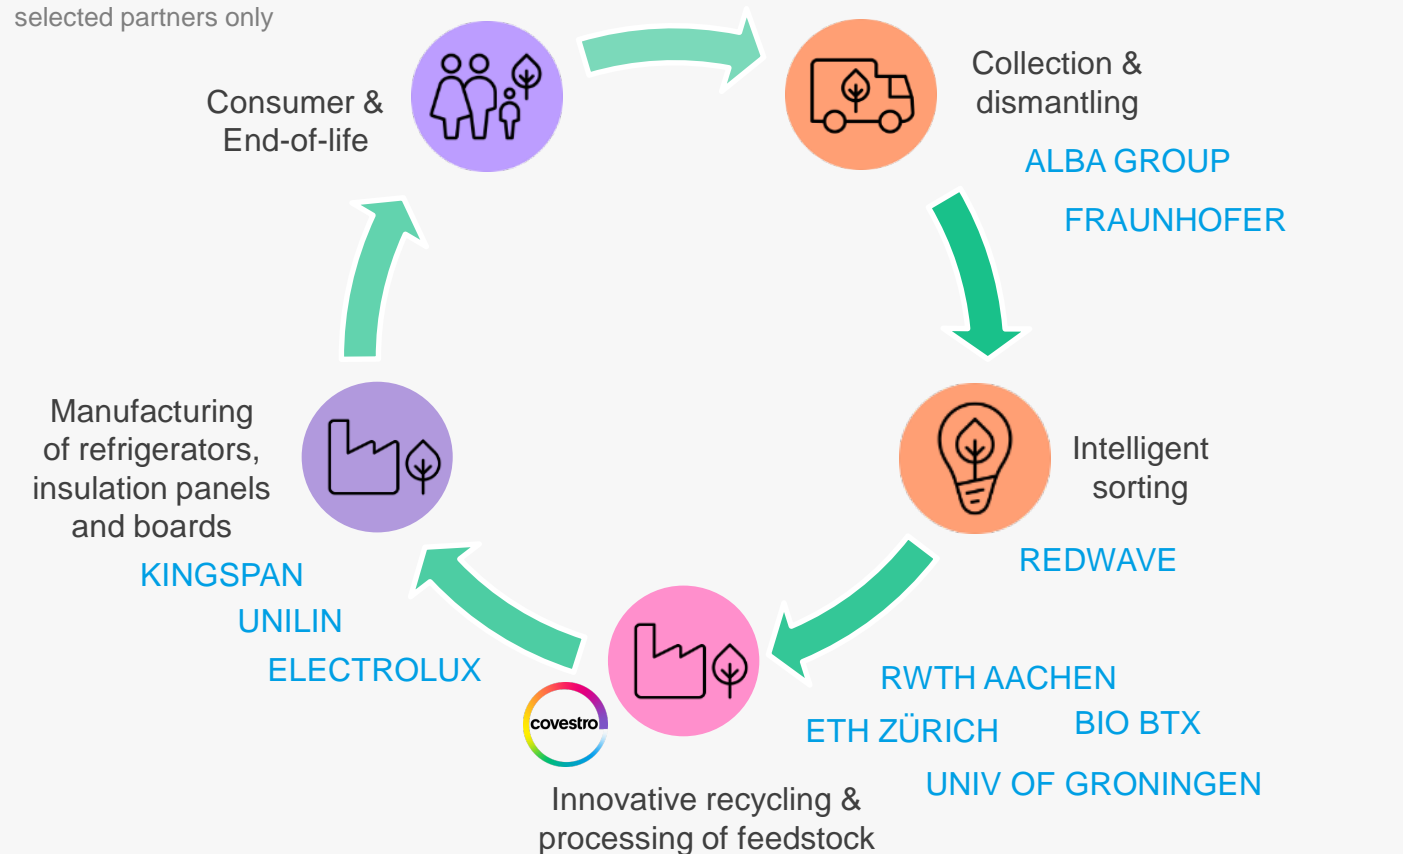 selected partners only
Consumer &
End-of-life
Collection &
dismantling
ALBA GROUP
FRAUNHOFER
Intelligent
sorting
REDWAVE
RWTH AACHEN
ETH ZÜRICH
BIO BTX
UNIV OF GRONINGEN
covestro
Innovative recycling &
processing of feedstock
Manufacturing
of refrigerators,
insulation panels
and boards
KINGSPAN
UNILIN
ELECTROLUX